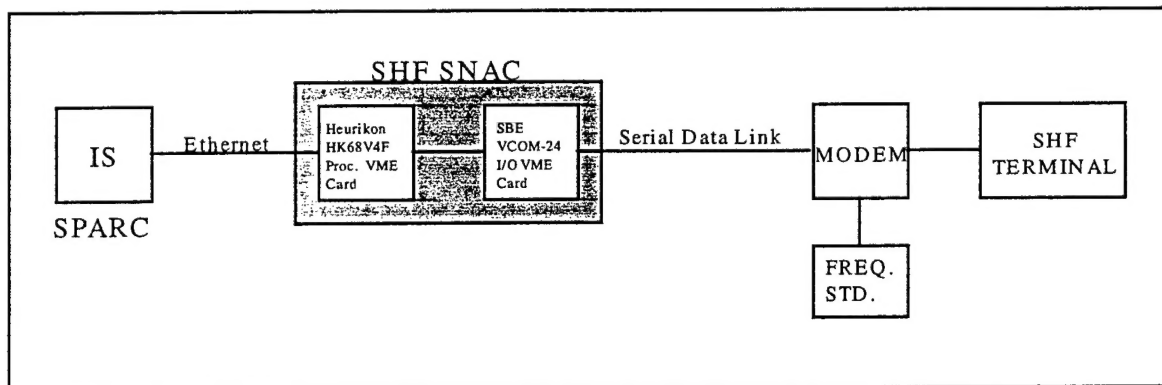 SHF SNAC
IS
SPARC
Ethernet
Heurikon
HK68V4F
Proc. VME
Card
SBE
VCOM-24
I/O VME
Card
Serial Data Link
MODEM
SHF
TERMINAL
FREQ.
STD.